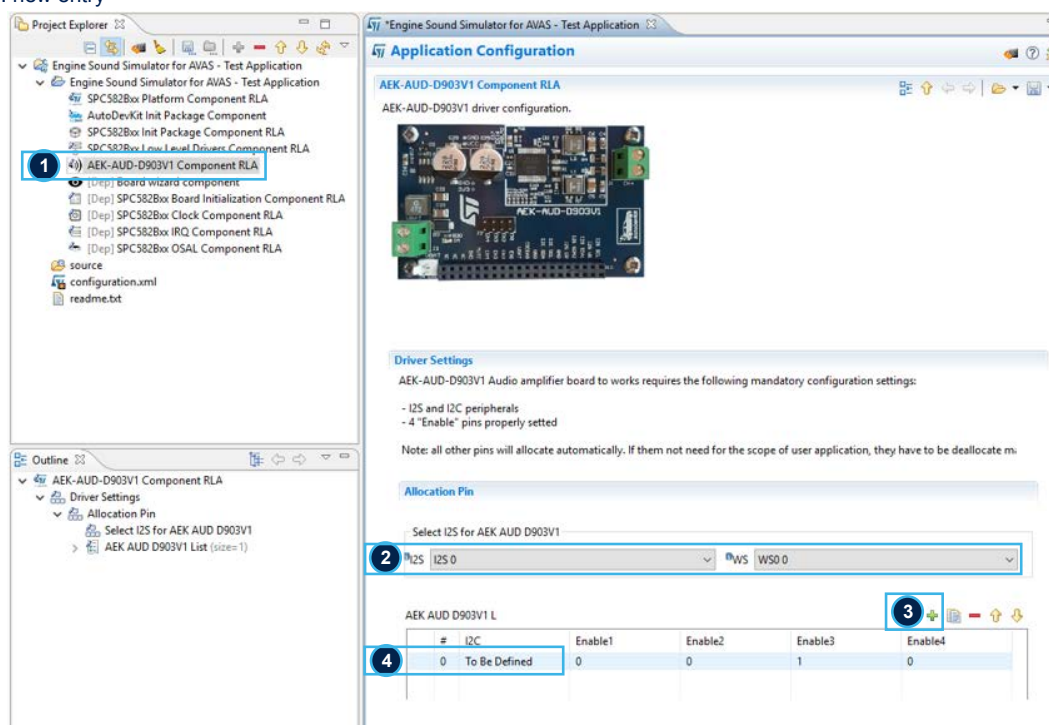 new entry
Project Explorer
Engine Sound Simulator for AVAS - Test Application
Engine Sound Simulator for AVAS - Test Application
SPC582Bxx Platform Component RLA
AutoDevKit Init Package Component
SPC582Bxx Init Package Component RLA
SPC582Bxx Low Level Drivers Component RLA
1 AEK-AUD-D903V1 Component RLA
[Dep] Board wizard component
[Dep] SPC582Bxx Board Initialization Component RLA
[Dep] SPC582Bxx Clock Component RLA
[Dep] SPC582Bxx IRQ Component RLA
[Dep] SPC582Bxx OSAL Component RLA
source
configuration.xml
readme.txt
Outline
AEK-AUD-D903V1 Component RLA
Driver Settings
Allocation Pin
Select I2S for AEK AUD D903V1
AEK AUD D903V1 List (size=1)
*Engine Sound Simulator for AVAS - Test Application
Application Configuration
AEK-AUD-D903V1 Component RLA
AEK-AUD-D903V1 driver configuration.
AEK-AUD-D903V1
Driver Settings
AEK-AUD-D903V1 Audio amplifier board to works requires the following mandatory configuration settings:
- I2S and I2C peripherals
- 4 "Enable" pins properly setted
Note: all other pins will allocate automatically. If them not need for the scope of user application, they have to be deallocate
Allocation Pin
Select I2S for AEK AUD D903V1
2 I2S I2S 0 WS WS0 0
AEK AUD D903V1 L 3
# I2C Enable1 Enable2 Enable3 Enable4
4 0 To Be Defined 0 0 1 0